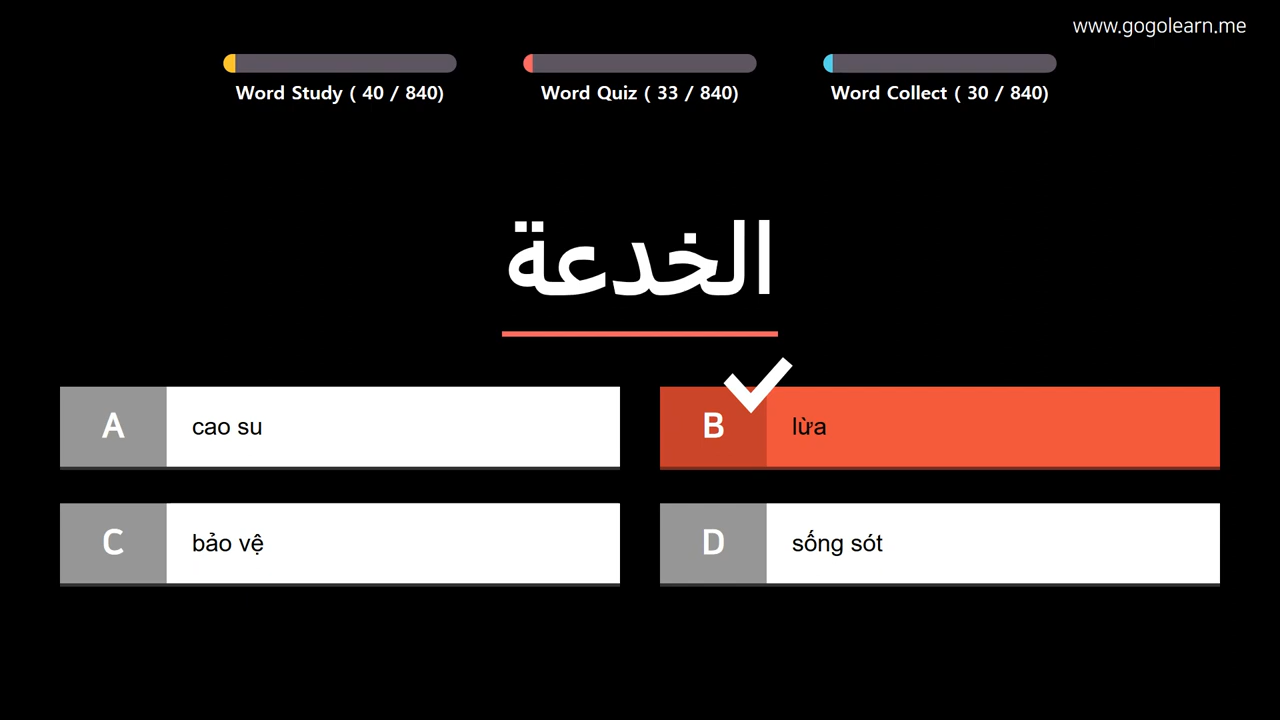 www.gogolearn.me
Word Study ( 40 / 840)
Word Quiz ( 33 / 840)
Word Collect ( 30 / 840)
الخدعة
A
cao su
B
lừa
C
bảo vệ
D
sống sót